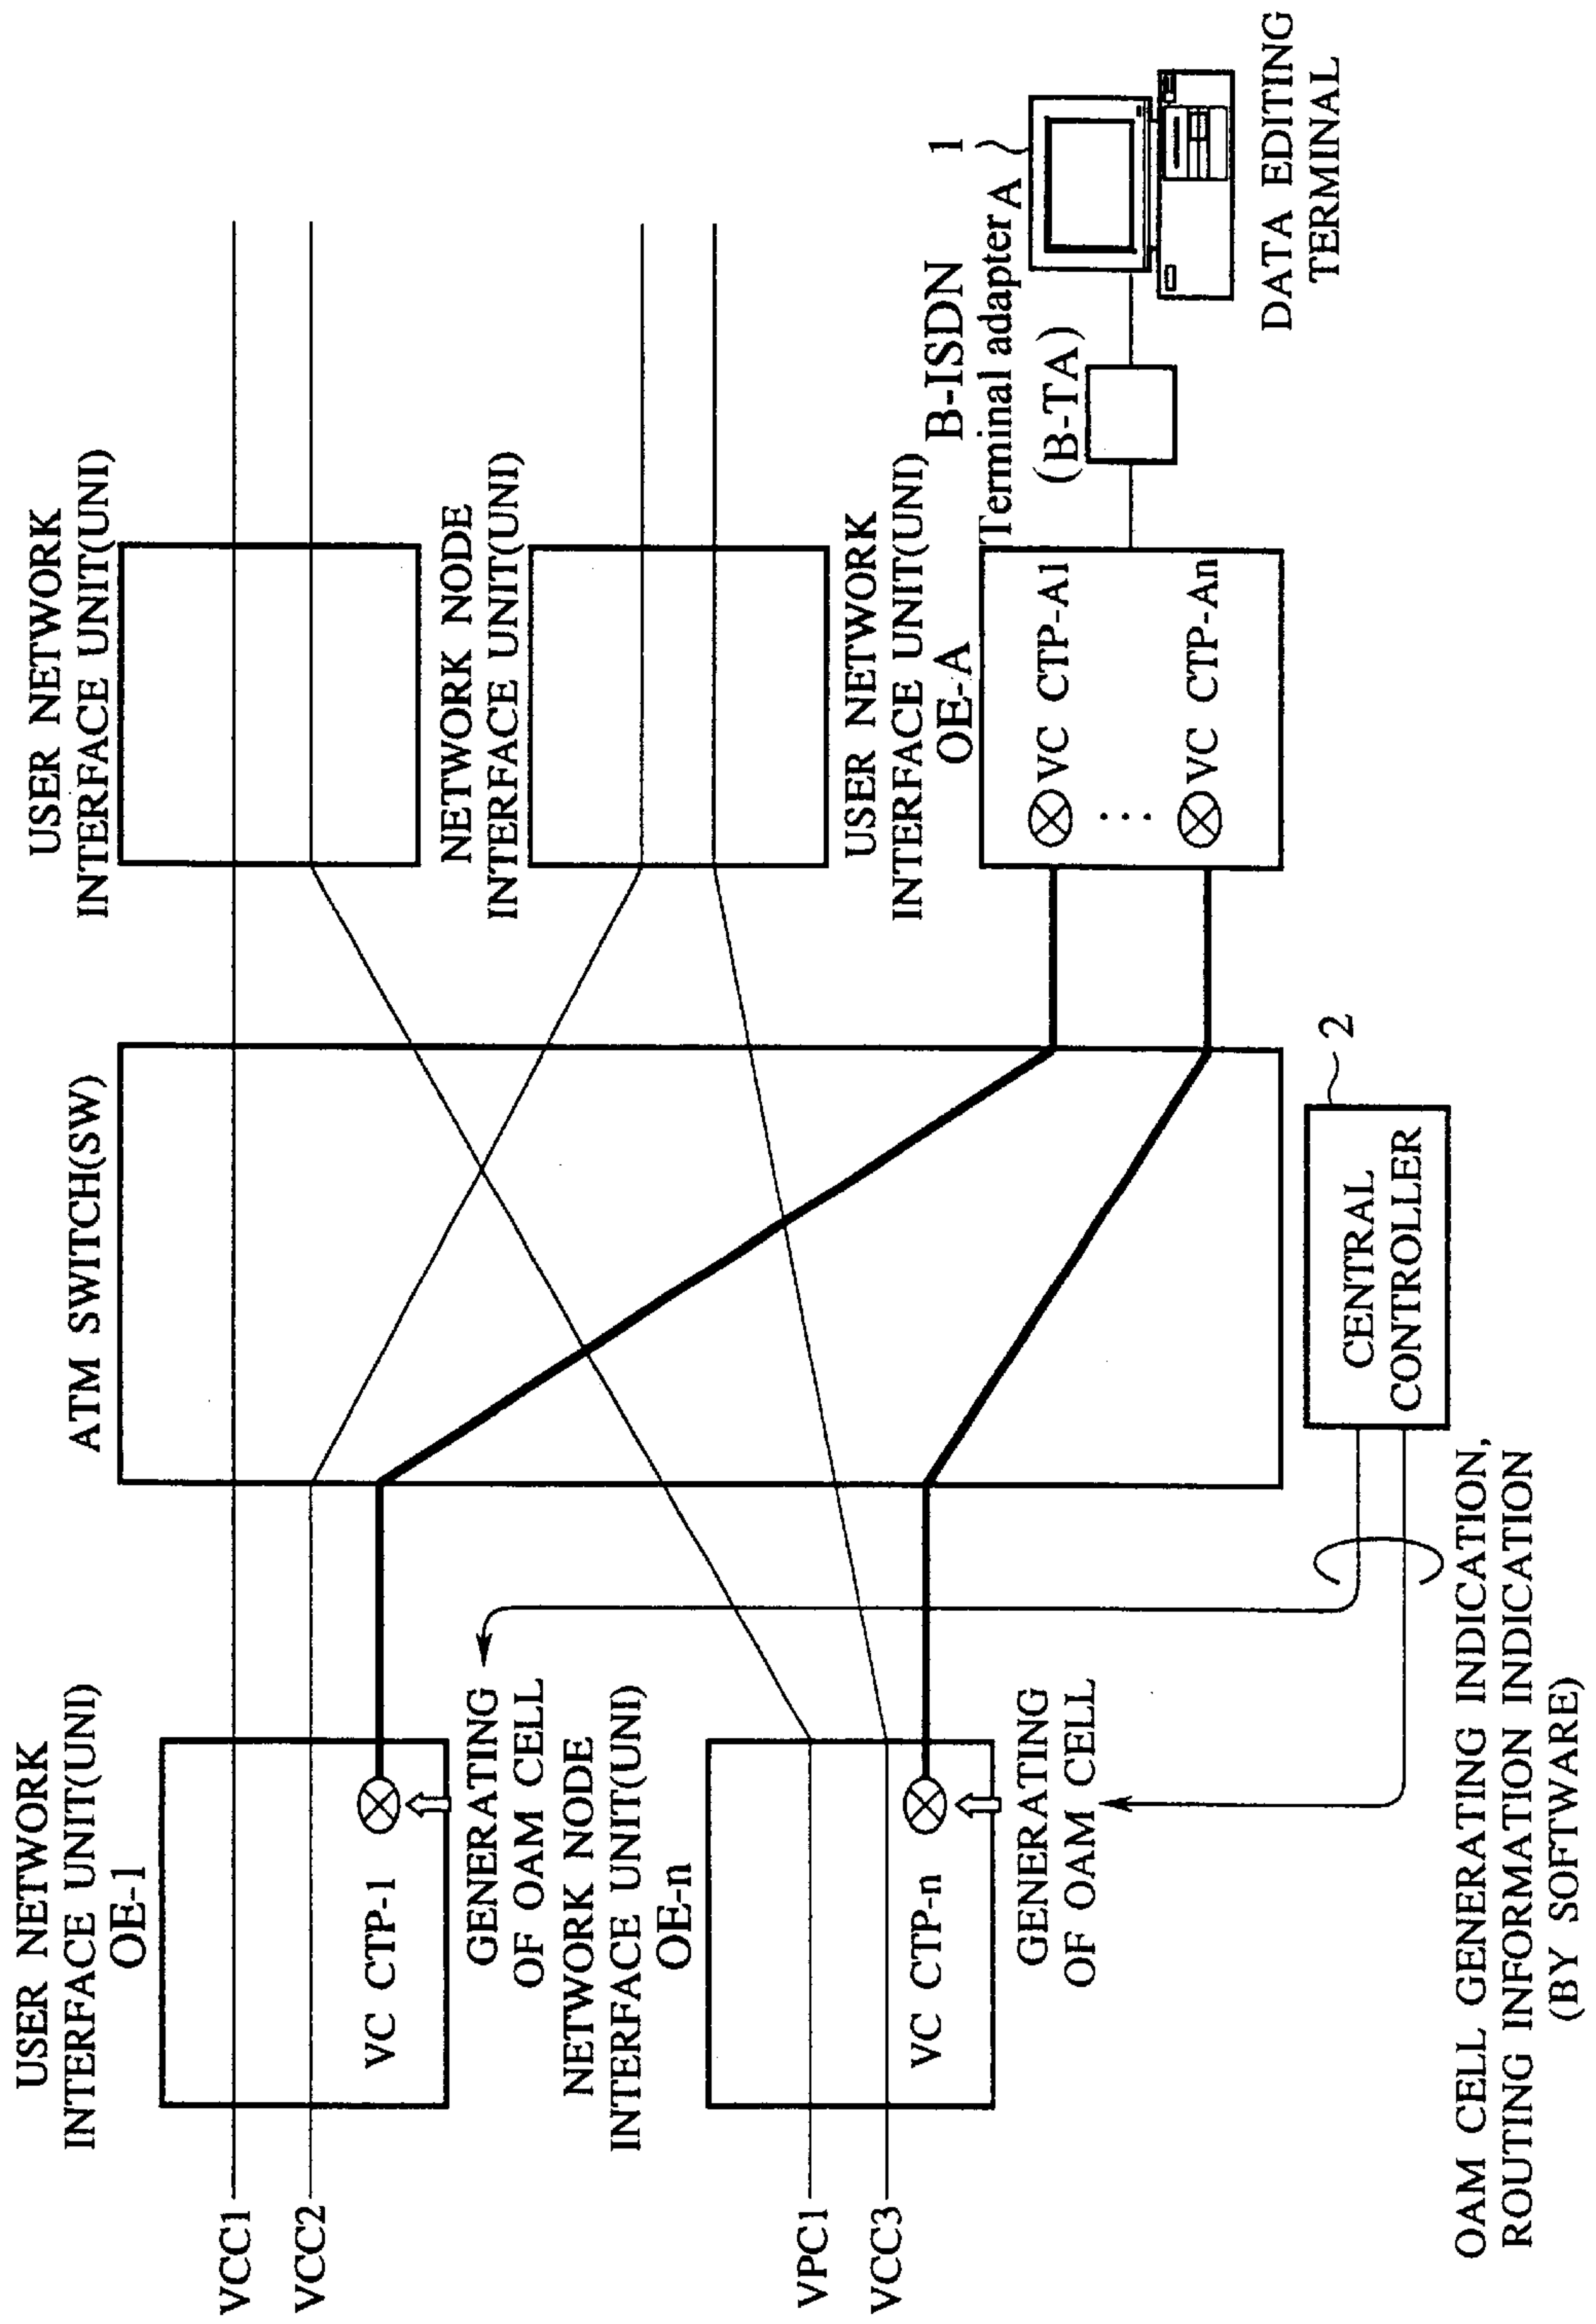 USER NETWORK
INTERFACE UNIT(UNI)
OE-1
VCC1
VCC2
VC CTP-1
GENERATING
OF OAM CELL
NETWORK NODE
INTERFACE UNIT(UNI)
OE-n
VPC1
VCC3
VC CTP-n
GENERATING
OF OAM CELL
OAM CELL GENERATING INDICATION,
ROUTING INFORMATION INDICATION
(BY SOFTWARE)
ATM SWITCH(SW)
CENTRAL
CONTROLLER
2
USER NETWORK
INTERFACE UNIT(UNI)
NETWORK NODE
INTERFACE UNIT(UNI)
USER NETWORK
INTERFACE UNIT(UNI)
OE-A
VC CTP-A1
⋯
VC CTP-An
B-ISDN
Terminal adapter A
(B-TA)
1
DATA EDITING
TERMINAL